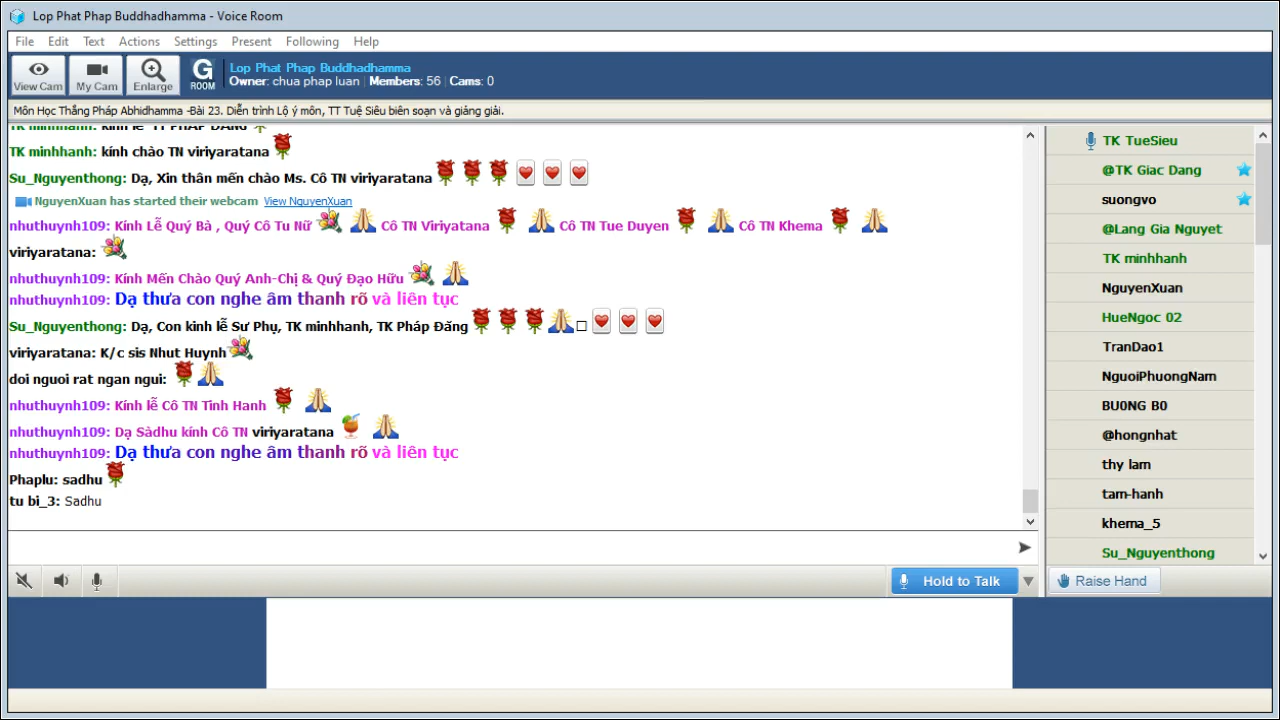 Lop Phat Phap Buddhadhamma - Voice Room
File Edit Text Actions Settings Present Following Help
View Cam My Cam Enlarge G ROOM
Lop Phat Phap Buddhadhamma
Owner: chua phap luan Members: 56 Cams: 0
Môn Học Thắng Pháp Abhidhamma -Bài 23. Diễn trình Lộ ý môn, TT Tuệ Siêu biên soạn và giảng giải.
TK minhhanh: kính lễ TT PHÁP ĐĂNG
TK minhhanh: kính chào TN viriyaratana
Su_Nguyenthong: Dạ, Xin thân mến chào Ms. Cô TN viriyaratana
NguyenXuan has started their webcam View NguyenXuan
nhuthuynh109: Kính Lễ Quý Bà , Quý Cô Tu Nữ Cô TN Viriyatana Cô TN Tue Duyen Cô TN Khema
viriyaratana:
nhuthuynh109: Kính Mến Chào Quý Anh-Chị & Quý Đạo Hữu
nhuthuynh109: Dạ thưa con nghe âm thanh rõ và liên tục
Su_Nguyenthong: Dạ, Con kinh lễ Sư Phụ, TK minhhanh, TK Pháp Đăng
viriyaratana: K/c sis Nhut Huynh
doi nguoi rat ngan ngui:
nhuthuynh109: Kính lễ Cô TN Tinh Hanh
nhuthuynh109: Dạ Sàdhu kính Cô TN viriyaratana
nhuthuynh109: Dạ thưa con nghe âm thanh rõ và liên tục
Phaplu: sadhu
tu bi_3: Sadhu
TK TueSieu
@TK Giac Dang
suongvo
@Lang Gia Nguyet
TK minhhanh
NguyenXuan
HueNgoc 02
TranDao1
NguoiPhuongNam
BU0NG B0
@hongnhat
thy lam
tam-hanh
khema_5
Su_Nguyenthong
Hold to Talk
Raise Hand